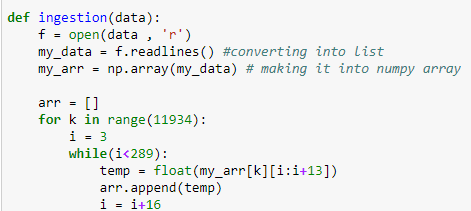 def ingestion(data):
    f = open(data , 'r')
    my_data = f.readlines() #converting into list
    my_arr = np.array(my_data) # making it into numpy array

    arr = []
    for k in range(11934):
        i = 3
        while(i<289):
            temp = float(my_arr[k][i:i+13])
            arr.append(temp)
            i = i+16